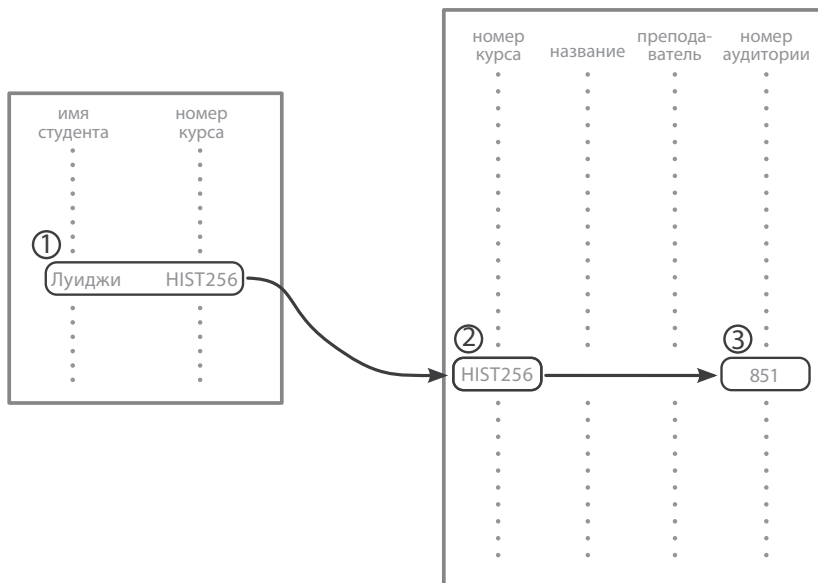 имя
студента
номер
курса
1
Луиджи HIST256
номер
курса
название
препода-
ватель
номер
аудитории
2
3
HIST256
851